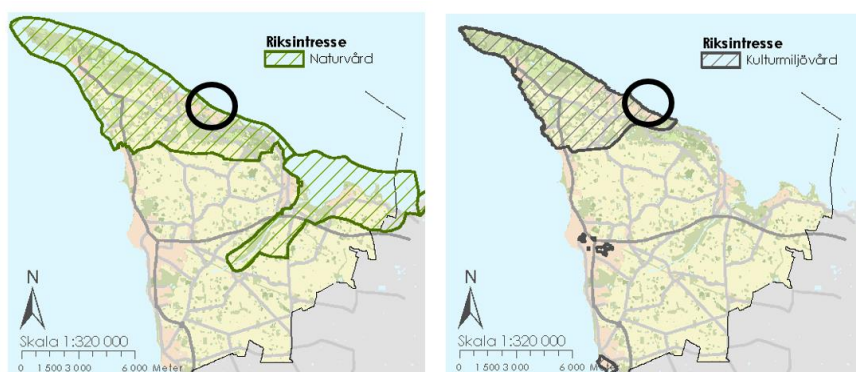 Riksintresse
Naturvård
N
Skala 1:320 000
0 1 500 3 000 6 000 Meter
Riksintresse
Kulturmiljövård
N
Skala 1:320 000
0 1 500 3 000 6 000 Meter